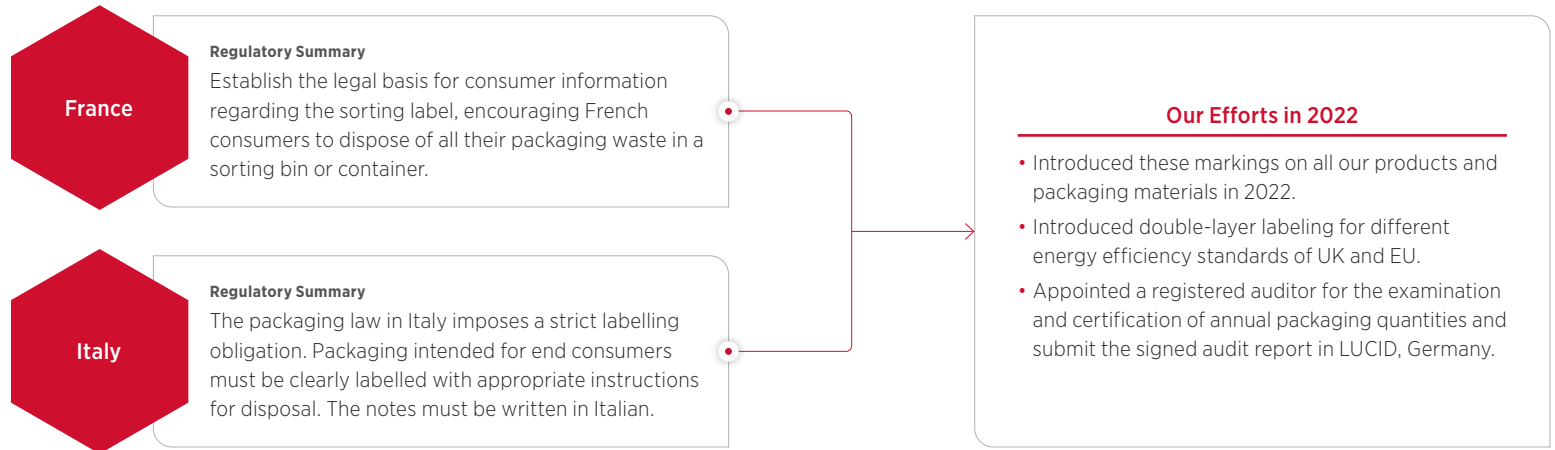 France
Regulatory Summary
Establish the legal basis for consumer information
regarding the sorting label, encouraging French
consumers to dispose of all their packaging waste in a
sorting bin or container.
Italy
Regulatory Summary
The packaging law in Italy imposes a strict labelling
obligation. Packaging intended for end consumers
must be clearly labelled with appropriate instructions
for disposal. The notes must be written in Italian.
Our Efforts in 2022
• Introduced these markings on all our products and
packaging materials in 2022.
• Introduced double-layer labeling for different
energy efficiency standards of UK and EU.
• Appointed a registered auditor for the examination
and certification of annual packaging quantities and
submit the signed audit report in LUCID, Germany.